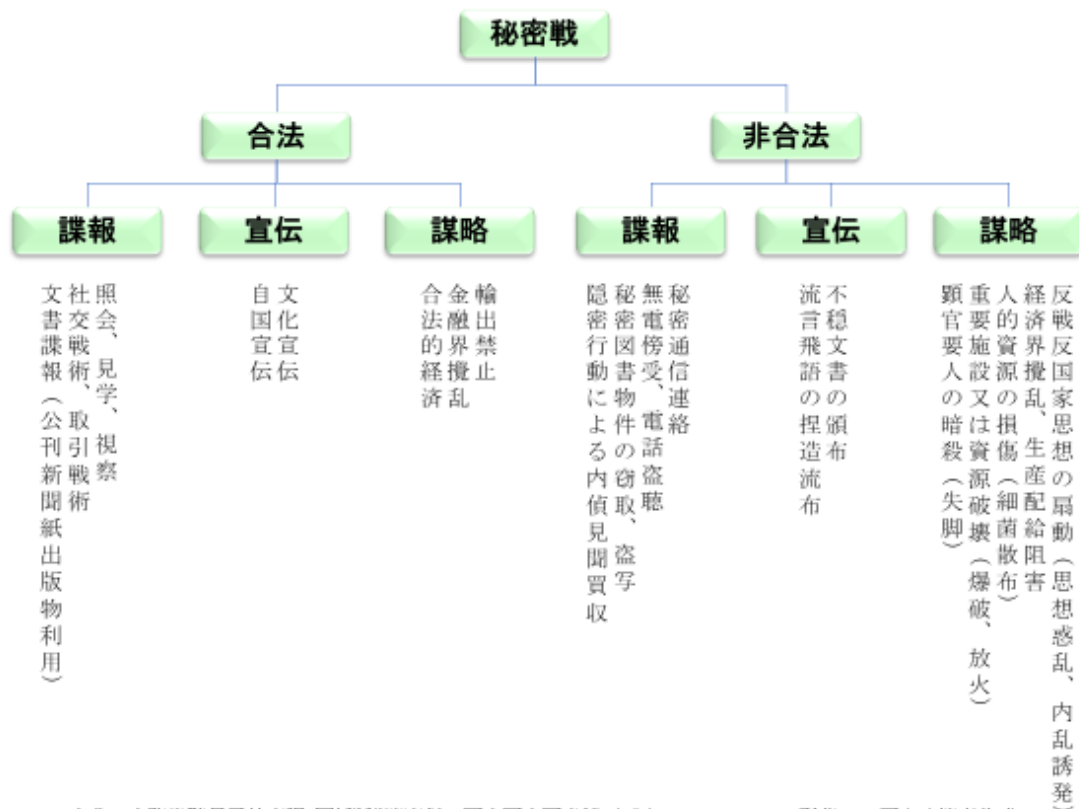 秘密戦
合法
非合法
諜報
宣伝
謀略
諜報
宣伝
謀略
照会、見学、視察
社交戦術、取引戦術
文書諜報（公刊新聞紙出版物利用）
文化宣伝
自国宣伝
輸出禁止
金融界攪乱
合法的経済
秘密通信連絡
無電傍受、電話盗聴
秘密図書物件の窃取、盗写
隠密行動による内偵見聞買収
不穏文書の頒布
流言飛語の捏造流布
反戦反国家思想の扇動（思想惑乱、内乱誘発
経済界攪乱、生産配給阻害
人的資源の損傷（細菌散布）
重要施設又は資源破壊（爆破、放火）
顕官要人の暗殺（失脚）